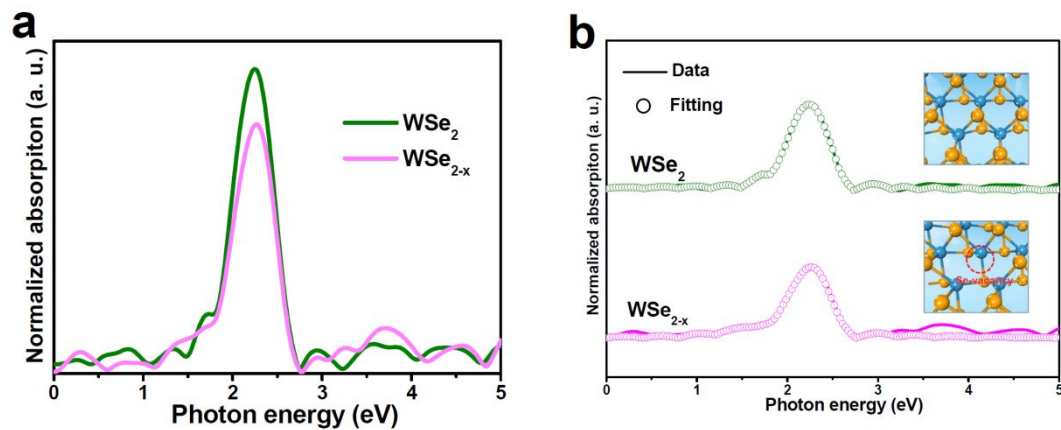 a
Normalized absorpiton (a. u.)
WSe2
WSe2-x
0 1 2 3 4 5
Photon energy (eV)
b
Normalized absorpiton (a. u.)
Data
Fitting
WSe2
Se vacancy
WSe2-x
0 1 2 3 4 5
Photon energy (eV)